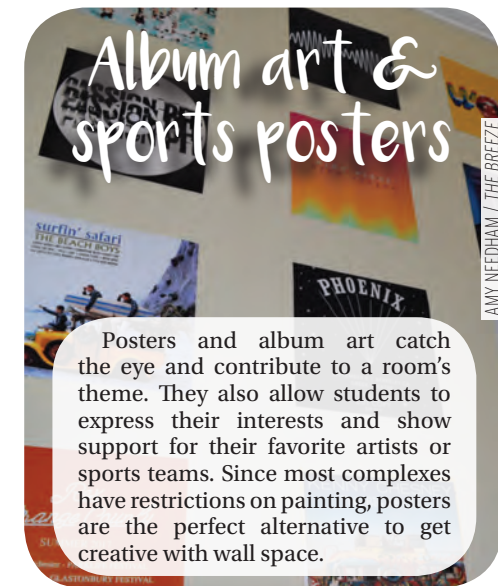 Album art &
sports posters
AMY NEEDHAM / THE BREEZE
surfin' safari
THE BEACH BOYS
PHOENIX
Posters and album art catch
the eye and contribute to a room's
theme. They also allow students to
express their interests and show
support for their favorite artists or
sports teams. Since most complexes
have restrictions on painting, posters
are the perfect alternative to get
creative with wall space.
GLASTONBURY FESTIVAL